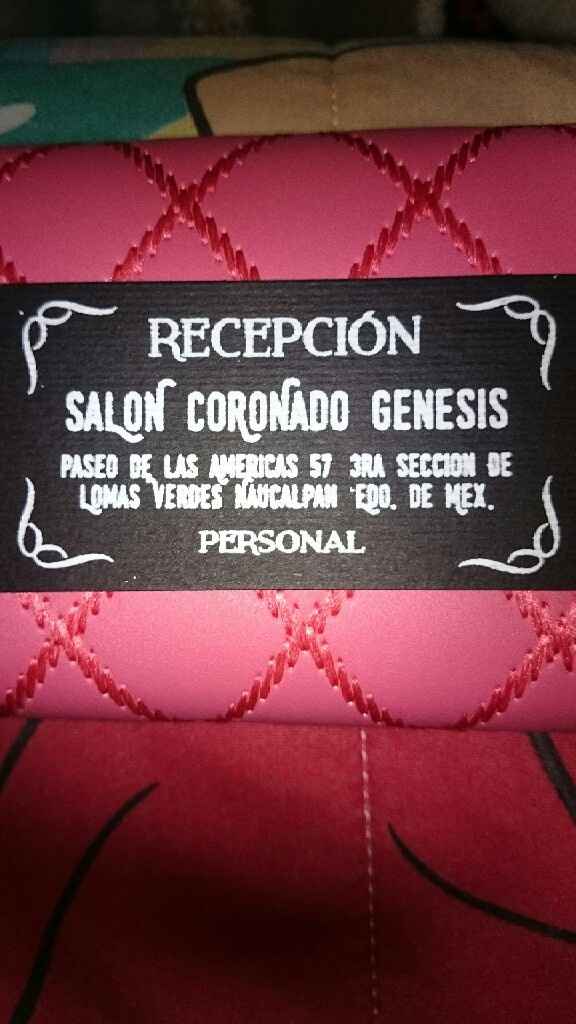 RECEPCIÓN
SALON CORONADO GENESIS
PASEO DE LAS AMERICAS 57 3RA SECCION DE
LOMAS VERDES NAUCALPAN EDO. DE MEX.
PERSONAL